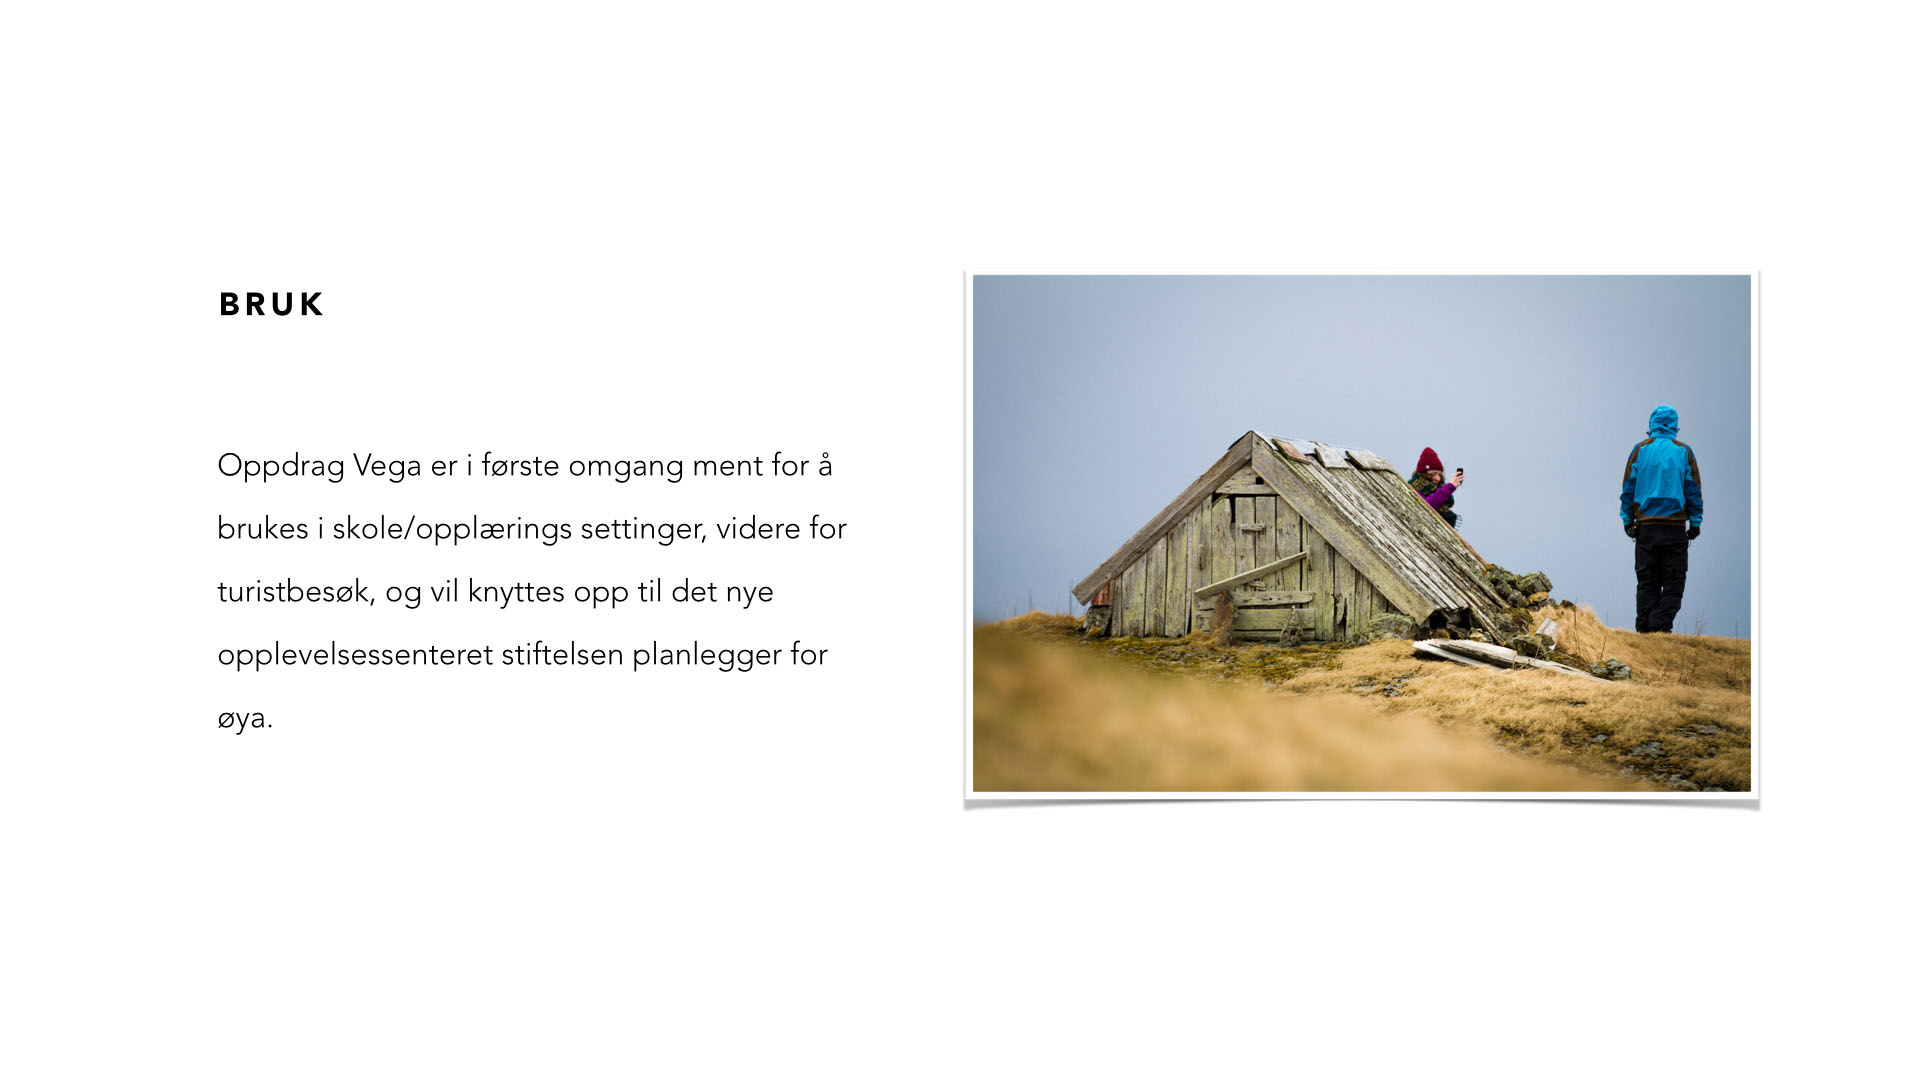 BRUK
Oppdrag Vega er i første omgang ment for å
brukes i skole/opplærings settinger, videre for
turistbesøk, og vil knyttes opp til det nye
opplevelsessenteret stiftelsen planlegger for
øya.